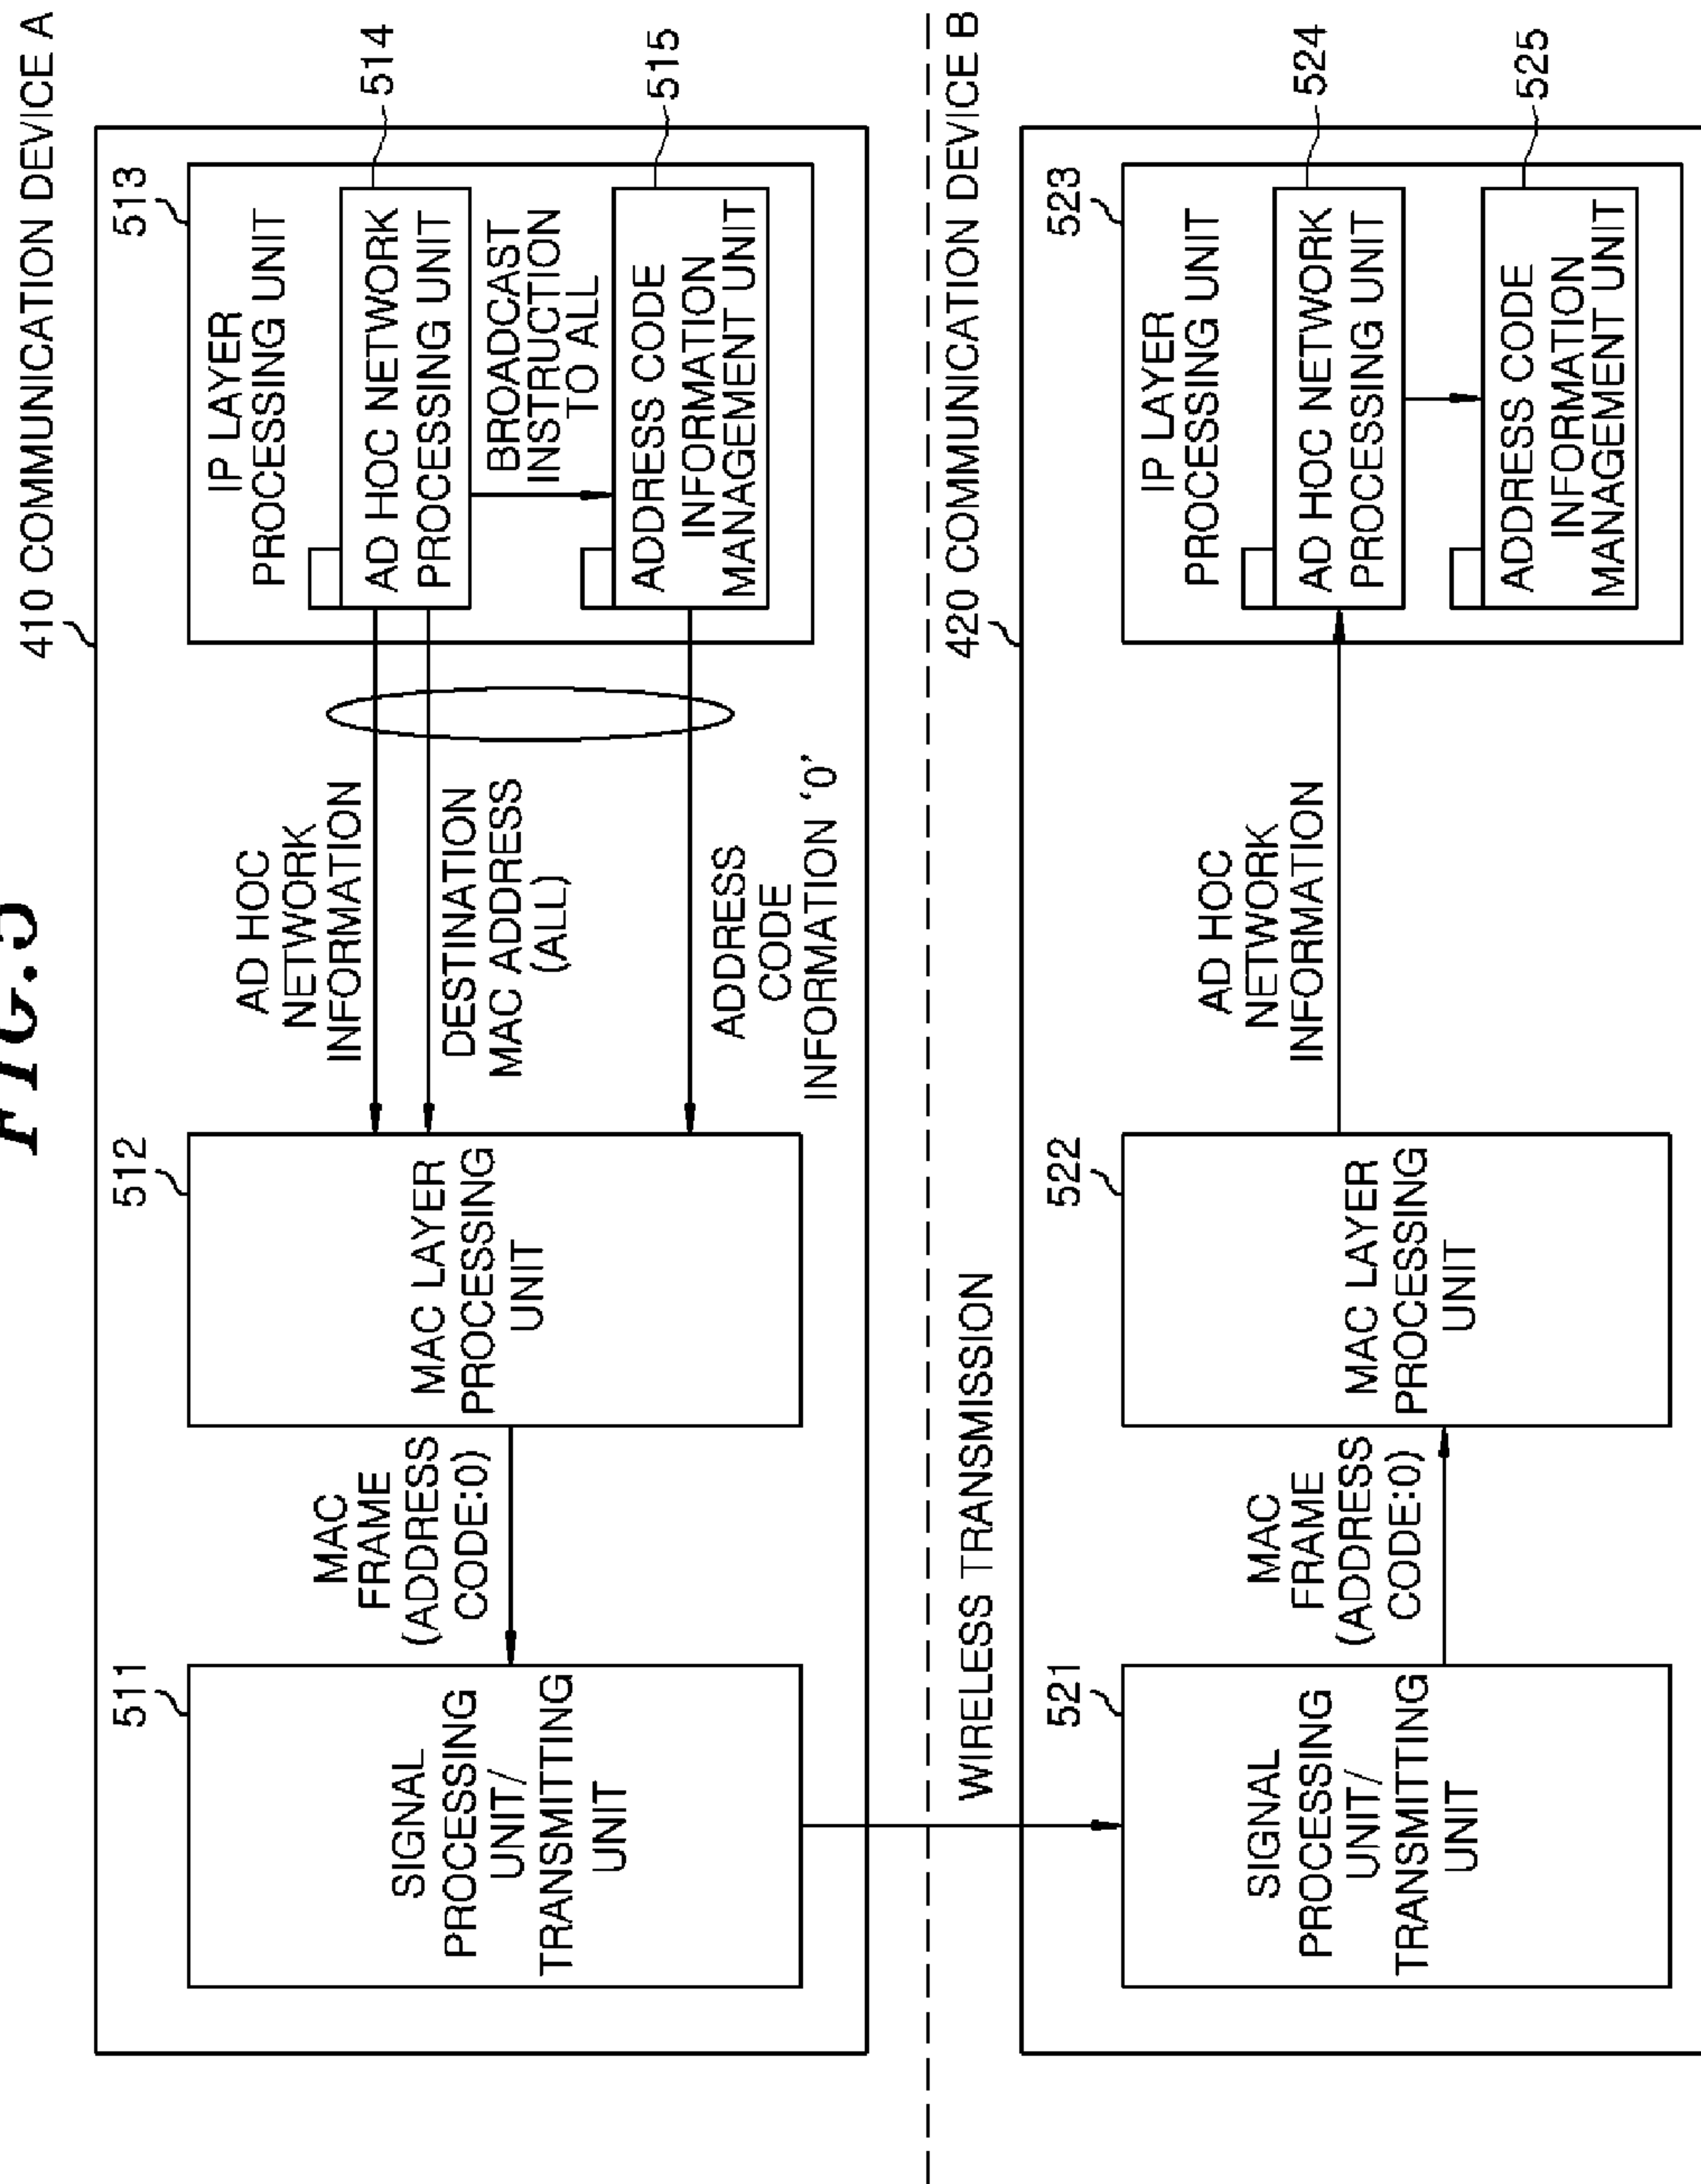 FIG.5
410 COMMUNICATION DEVICE A
511
SIGNAL
PROCESSING
UNIT/
TRANSMITTING
UNIT
MAC
FRAME
(ADDRESS
CODE:0)
512
MAC LAYER
PROCESSING
UNIT
AD HOC
NETWORK
INFORMATION
DESTINATION
MAC ADDRESS
(ALL)
ADDRESS
CODE
INFORMATION '0'
513
IP LAYER
PROCESSING UNIT
AD HOC NETWORK
PROCESSING UNIT
514
BROADCAST
INSTRUCTION
TO ALL
ADDRESS CODE
INFORMATION
MANAGEMENT UNIT
515
WIRELESS TRANSMISSION
420 COMMUNICATION DEVICE B
521
SIGNAL
PROCESSING
UNIT/
TRANSMITTING
UNIT
MAC
FRAME
(ADDRESS
CODE:0)
522
MAC LAYER
PROCESSING
UNIT
AD HOC
NETWORK
INFORMATION
523
IP LAYER
PROCESSING UNIT
AD HOC NETWORK
PROCESSING UNIT
524
ADDRESS CODE
INFORMATION
MANAGEMENT UNIT
525